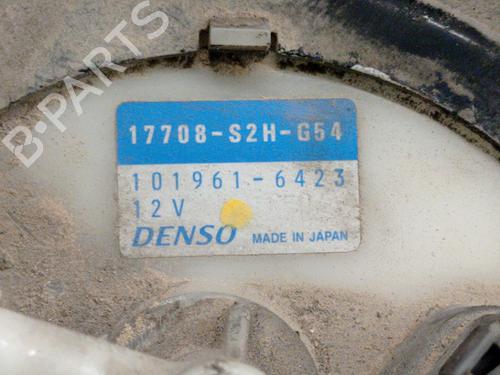 B-PARTS
17708-S2H-G54
101961-6423
12V
DENSO MADE IN JAPAN